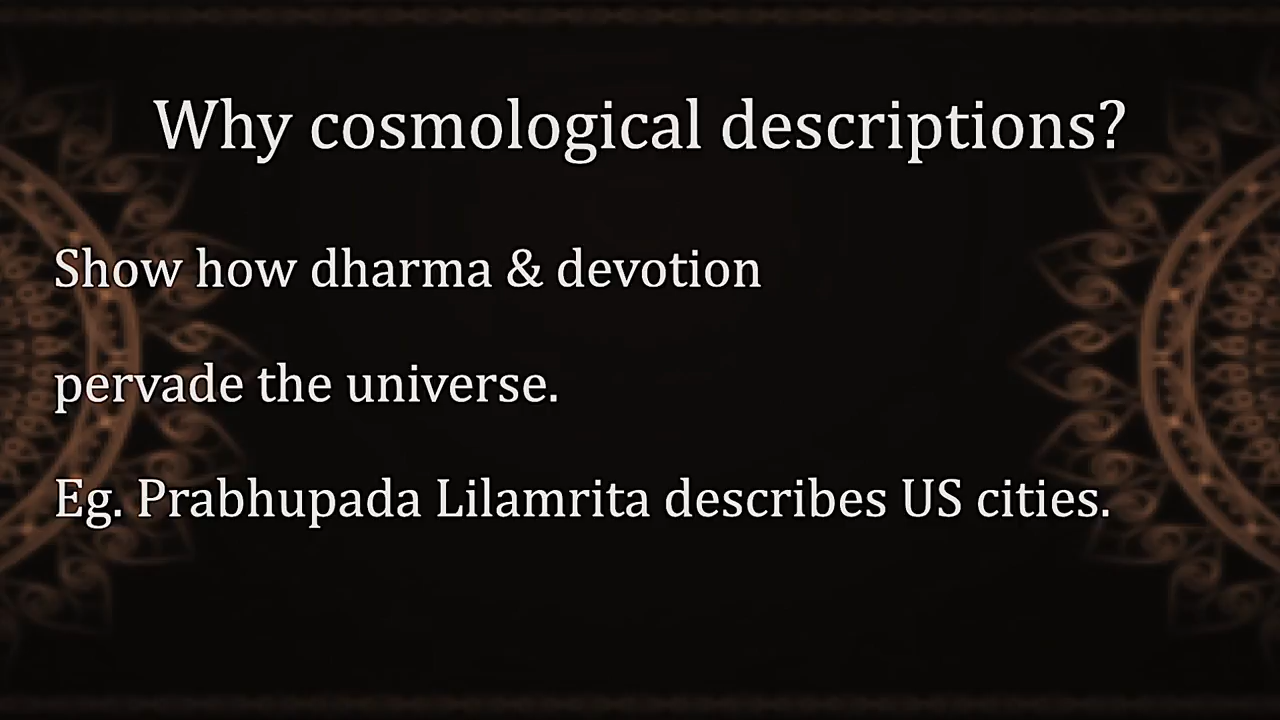 Why cosmological descriptions?
Show how dharma & devotion
pervade the universe.
Eg. Prabhupada Lilamrita describes US cities.